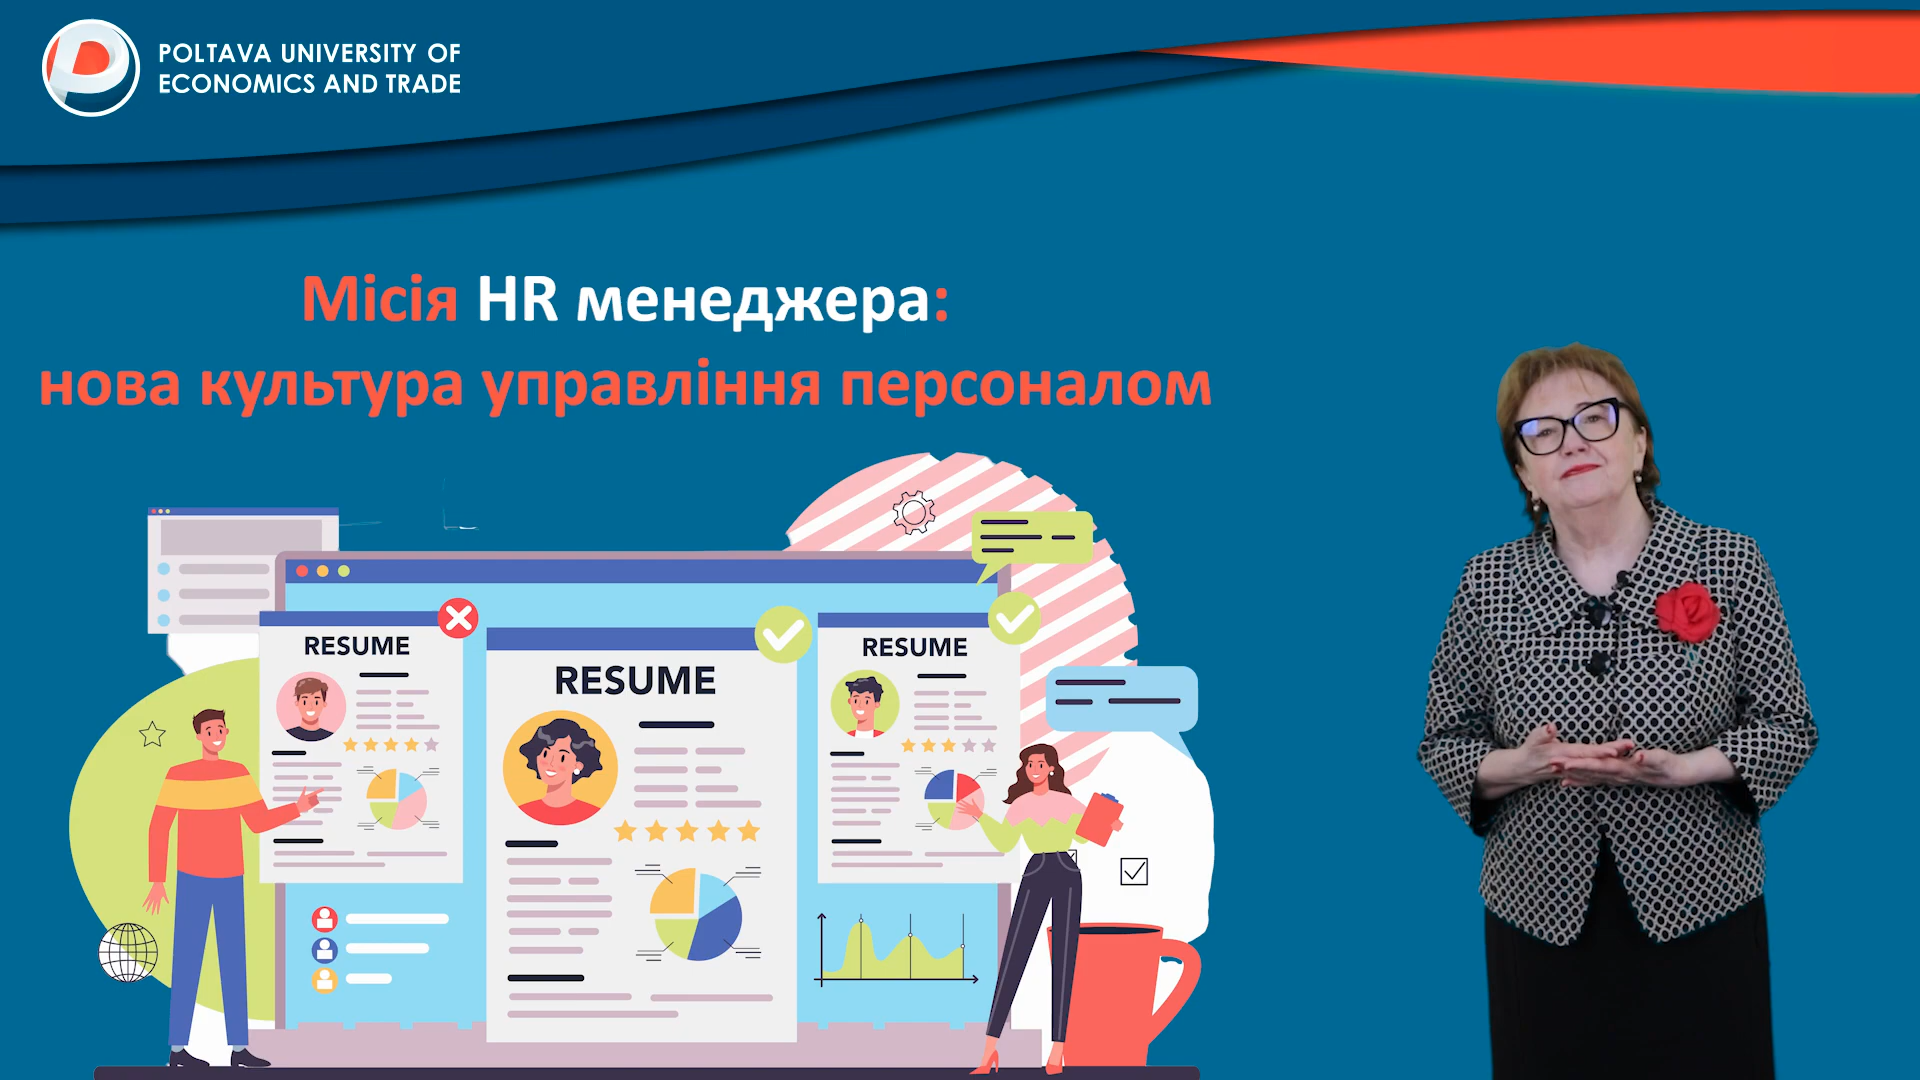 POLTAVA UNIVERSITY OF
ECONOMICS AND TRADE
Місія HR менеджера:
нова культура управління персоналом
RESUME
RESUME
RESUME